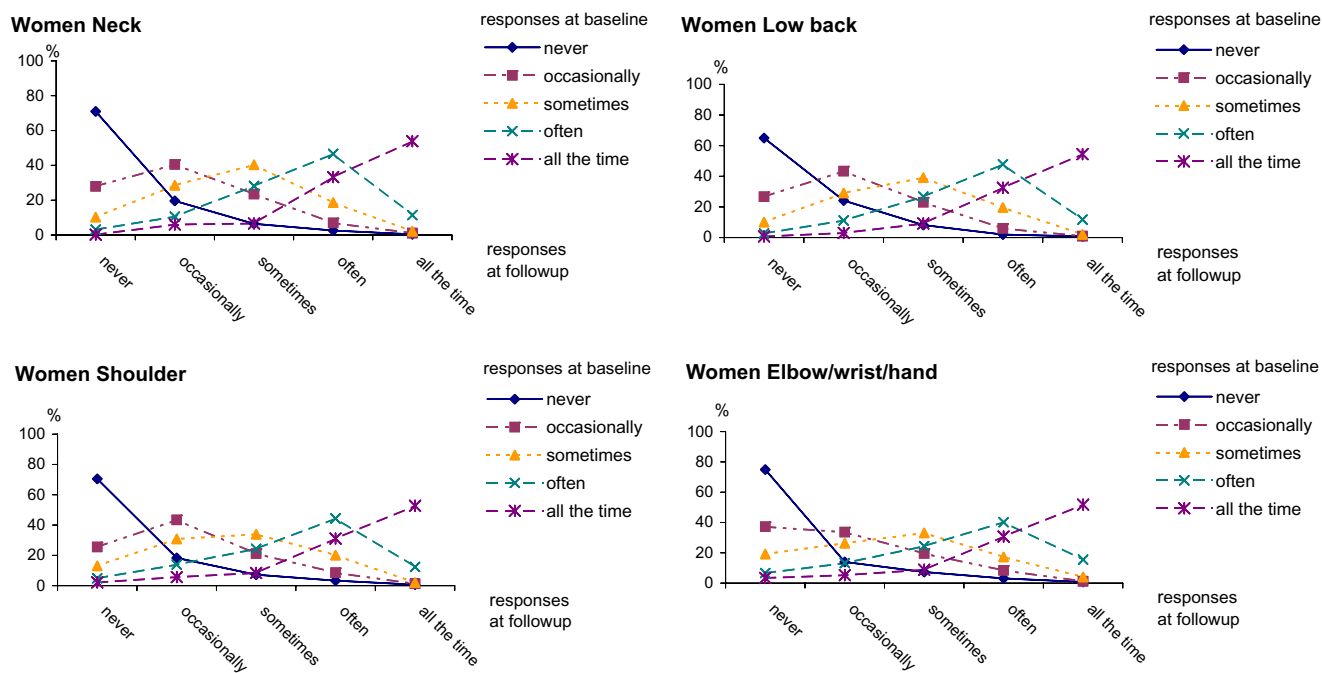 Women Neck
%
100
80
60
40
20
0
never
occasionally
sometimes
often
all the time
responses at baseline
never
occasionally
sometimes
often
all the time
responses
at followup
Women Low back
%
100
80
60
40
20
0
never
occasionally
sometimes
often
all the time
responses at baseline
never
occasionally
sometimes
often
all the time
responses
at followup
Women Shoulder
%
100
80
60
40
20
0
never
occasionally
sometimes
often
all the time
responses at baseline
never
occasionally
sometimes
often
all the time
responses
at followup
Women Elbow/wrist/hand
%
100
80
60
40
20
0
never
occasionally
sometimes
often
all the time
responses at baseline
never
occasionally
sometimes
often
all the time
responses
at followup